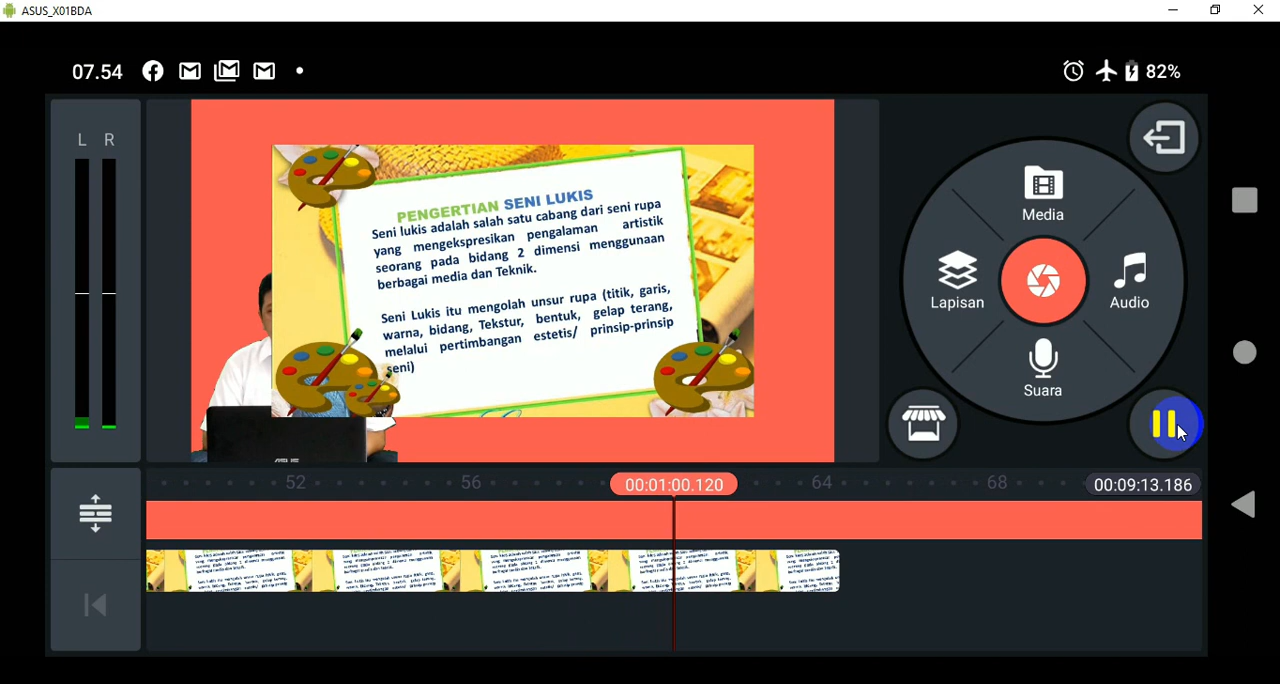 ASUS_X01BDA
07.54
82%
L R
PENGERTIAN SENI LUKIS
Seni lukis adalah salah satu cabang dari seni rupa
yang mengekspresikan pengalaman artistik
seorang pada bidang 2 dimensi menggunaan
berbagai media dan Teknik.
Seni Lukis itu mengolah unsur rupa (titik, garis,
warna, bidang, Tekstur, bentuk, gelap terang,
melalui pertimbangan estetis/ prinsip-prinsip
seni)
ASUS
Media
Lapisan
Audio
Suara
52
56
00:01:00.120
64
68
00:09:13.186